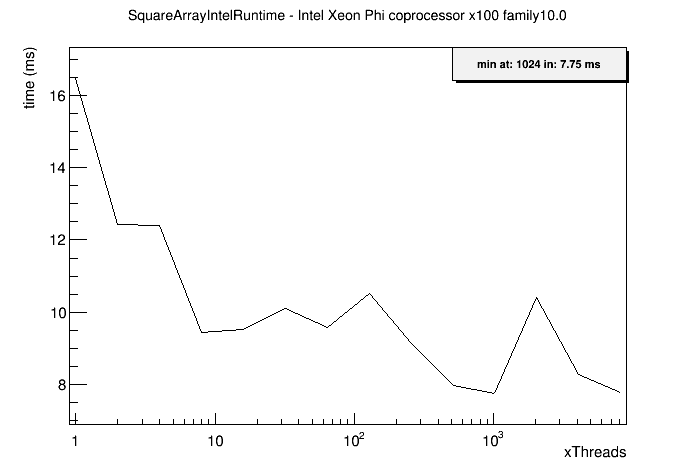 SquareArrayIntelRuntime - Intel Xeon Phi coprocessor x100 family10.0
time (ms)
min at: 1024 in: 7.75 ms
16
14
12
10
8
1
10
10²
10³
xThreads